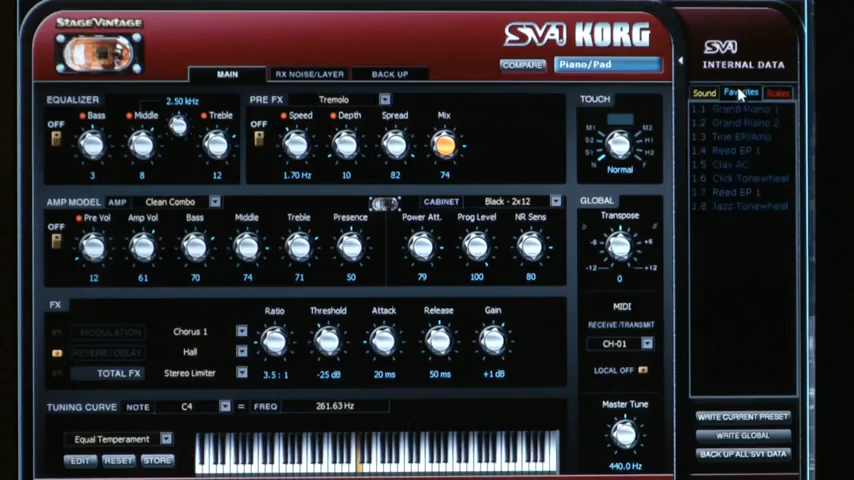 STAGEVINTAGE
SV-1 KORG
SV-1
INTERNAL DATA
MAIN
RX NOISE/LAYER
BACK UP
COMPARE
Piano/Pad
Sound
Favorites
Scales
EQUALIZER
2.50 kHz
Bass
Middle
Treble
OFF
3
8
12
PRE FX
Tremolo
Speed
Depth
Spread
Mix
OFF
1.70 Hz
10
82
74
TOUCH
M1
M2
S2
H1
S1
H2
Normal
1.1 Grand Piano 1
1.2 Grand Piano 2
1.3 Tine EP/Amp
1.4 Reed EP 1
1.5 Clav AC
1.6 Click Tonewheel
1.7 Reed EP 1
1.8 Jazz Tonewheel
AMP MODEL
AMP
Clean Combo
CABINET
Black - 2x12
Pre Vol
Amp Vol
Bass
Middle
Treble
Presence
Power Att.
Prog Level
NR Sens
OFF
12
61
70
74
71
50
79
100
80
GLOBAL
Transpose
-6
+6
-12
+12
0
MIDI
RECEIVE/TRANSMIT
CH-01
LOCAL OFF
Master Tune
440.0 Hz
FX
MODULATION
Chorus 1
REVERB / DELAY
Hall
TOTAL FX
Stereo Limiter
Ratio
Threshold
Attack
Release
Gain
3.5 : 1
-25 dB
20 ms
50 ms
+1 dB
TUNING CURVE
NOTE
C4
=
FREQ
261.63 Hz
Equal Temperament
EDIT
RESET
STORE
WRITE CURRENT PRESET
WRITE GLOBAL
BACK UP ALL SV1 DATA